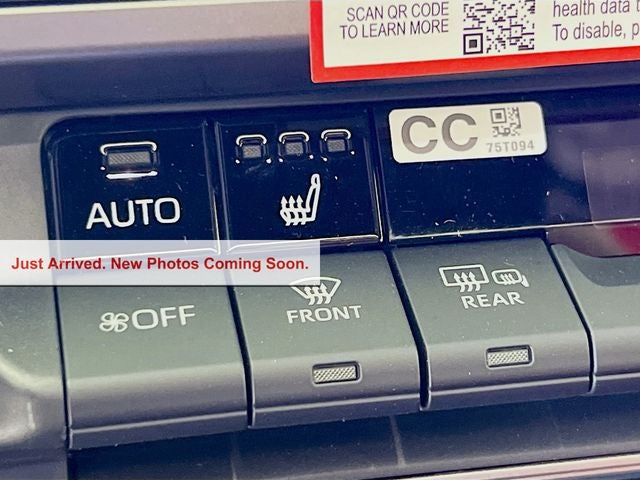 SCAN QR CODE
TO LEARN MORE
health data
To disable, p
CC
75T094
AUTO
Just Arrived. New Photos Coming Soon.
OFF
FRONT
REAR